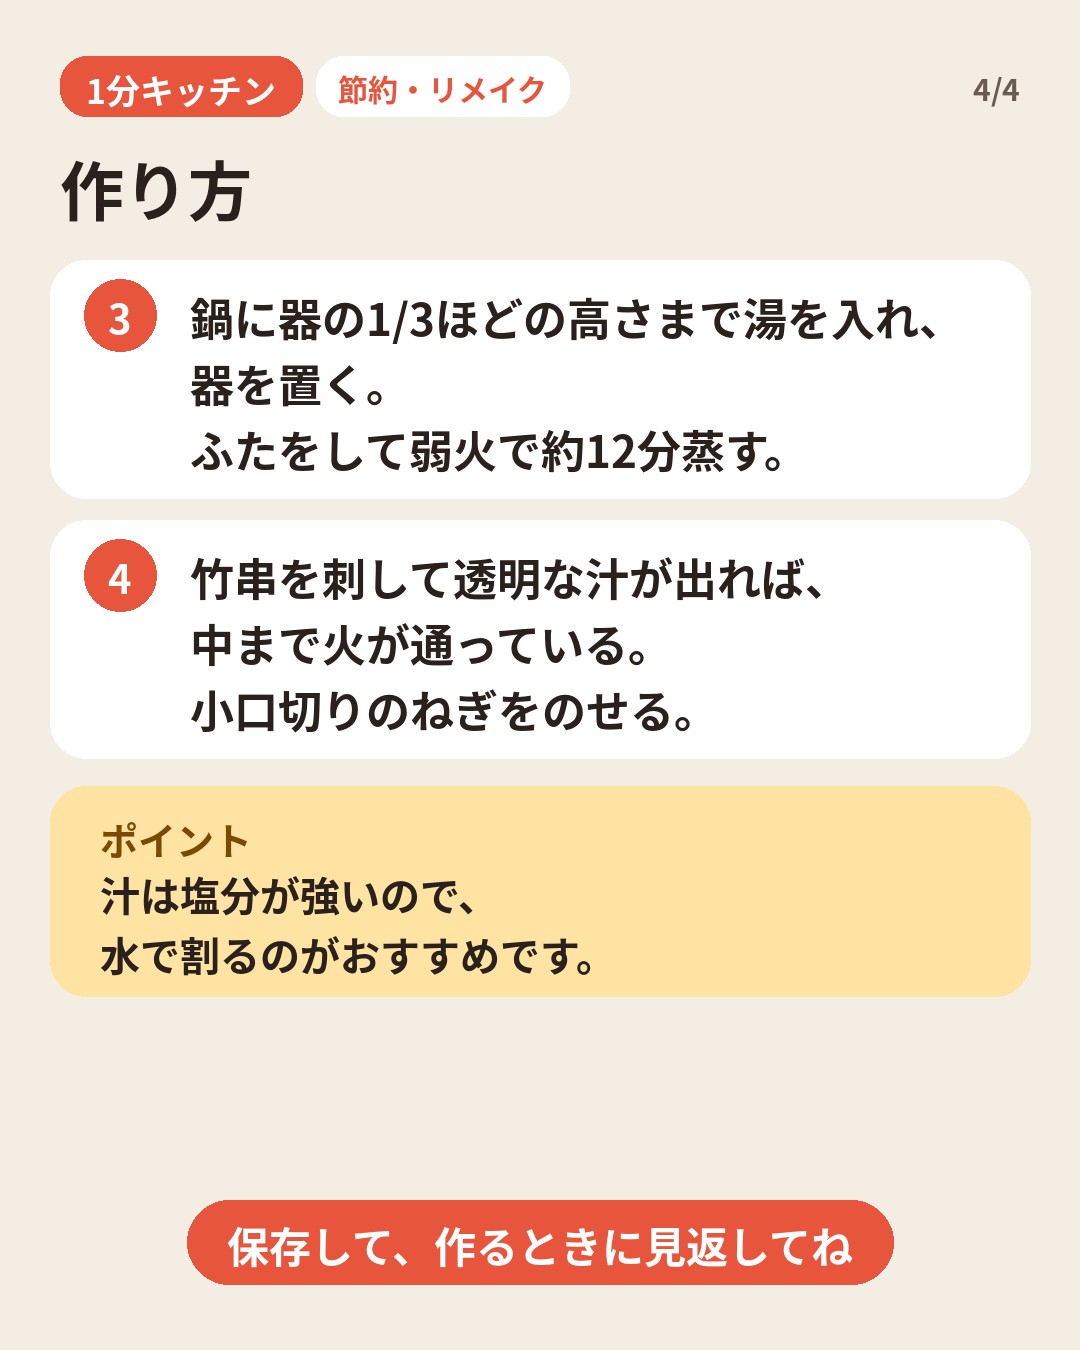 1分キッチン
節約・リメイク
4/4
作り方
3
鍋に器の1/3ほどの高さまで湯を入れ、
器を置く。
ふたをして弱火で約12分蒸す。
4
竹串を刺して透明な汁が出れば、
中まで火が通っている。
小口切りのねぎをのせる。
ポイント
汁は塩分が強いので、
水で割るのがおすすめです。
保存して、作るときに見返してね